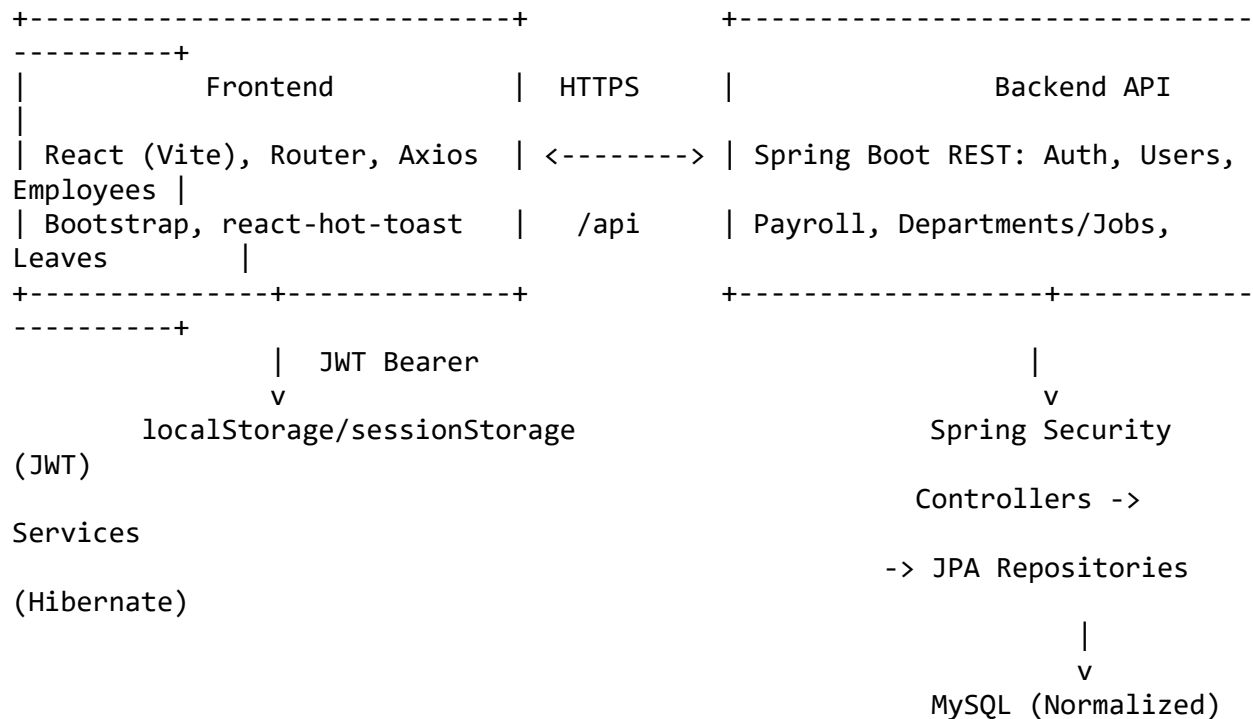 +-------------------------------+             +--------------------------------
----------+
|            Frontend           |  HTTPS      |                Backend API
|
| React (Vite), Router, Axios   | <--------> | Spring Boot REST: Auth, Users,
Employees |
| Bootstrap, react-hot-toast    |   /api      | Payroll, Departments/Jobs,
Leaves         |
+----------------+--------------+             +-------------------+------------
----------+
                |  JWT Bearer                                  |
                v                                               v
        localStorage/sessionStorage                      Spring Security
(JWT)
                                                        Controllers ->
Services
                                                      -> JPA Repositories
(Hibernate)
                                                                  |
                                                                  v
                                                         MySQL (Normalized)